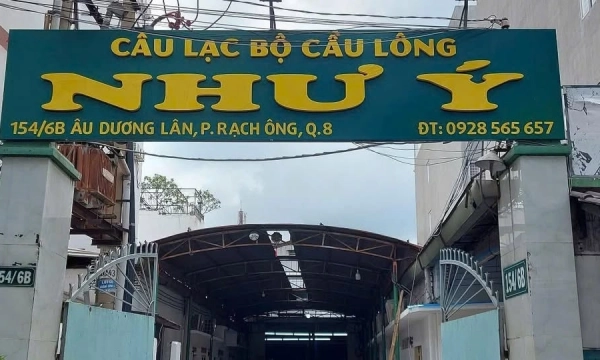 CÂU LẠC BỘ CẦU LÔNG
NHƯ Ý
154/6B ÂU DƯƠNG LÂN, P. RẠCH ÔNG, Q.8 ĐT: 0928 565 657
154/6B
154/6B